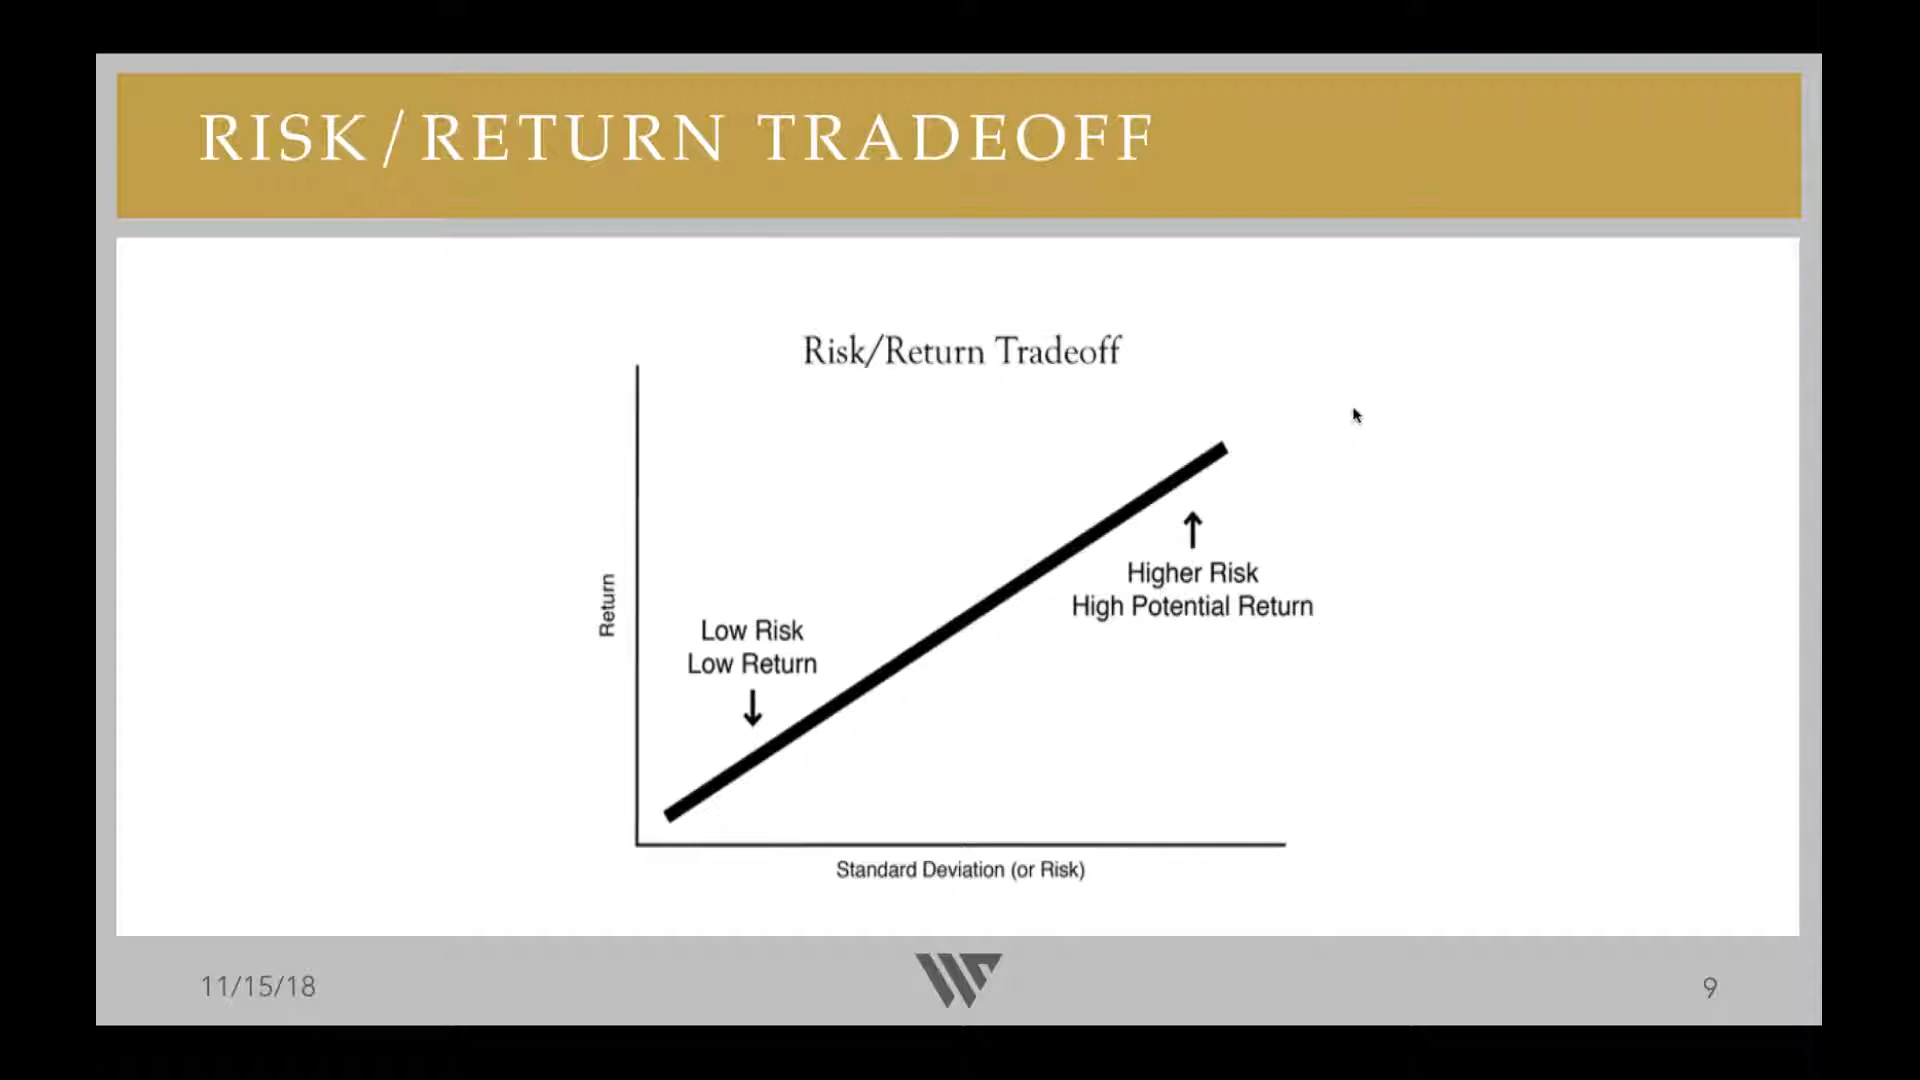 RISK/RETURN TRADEOFF
Risk/Return Tradeoff
Return
Low Risk
Low Return
Higher Risk
High Potential Return
Standard Deviation (or Risk)
11/15/18
9